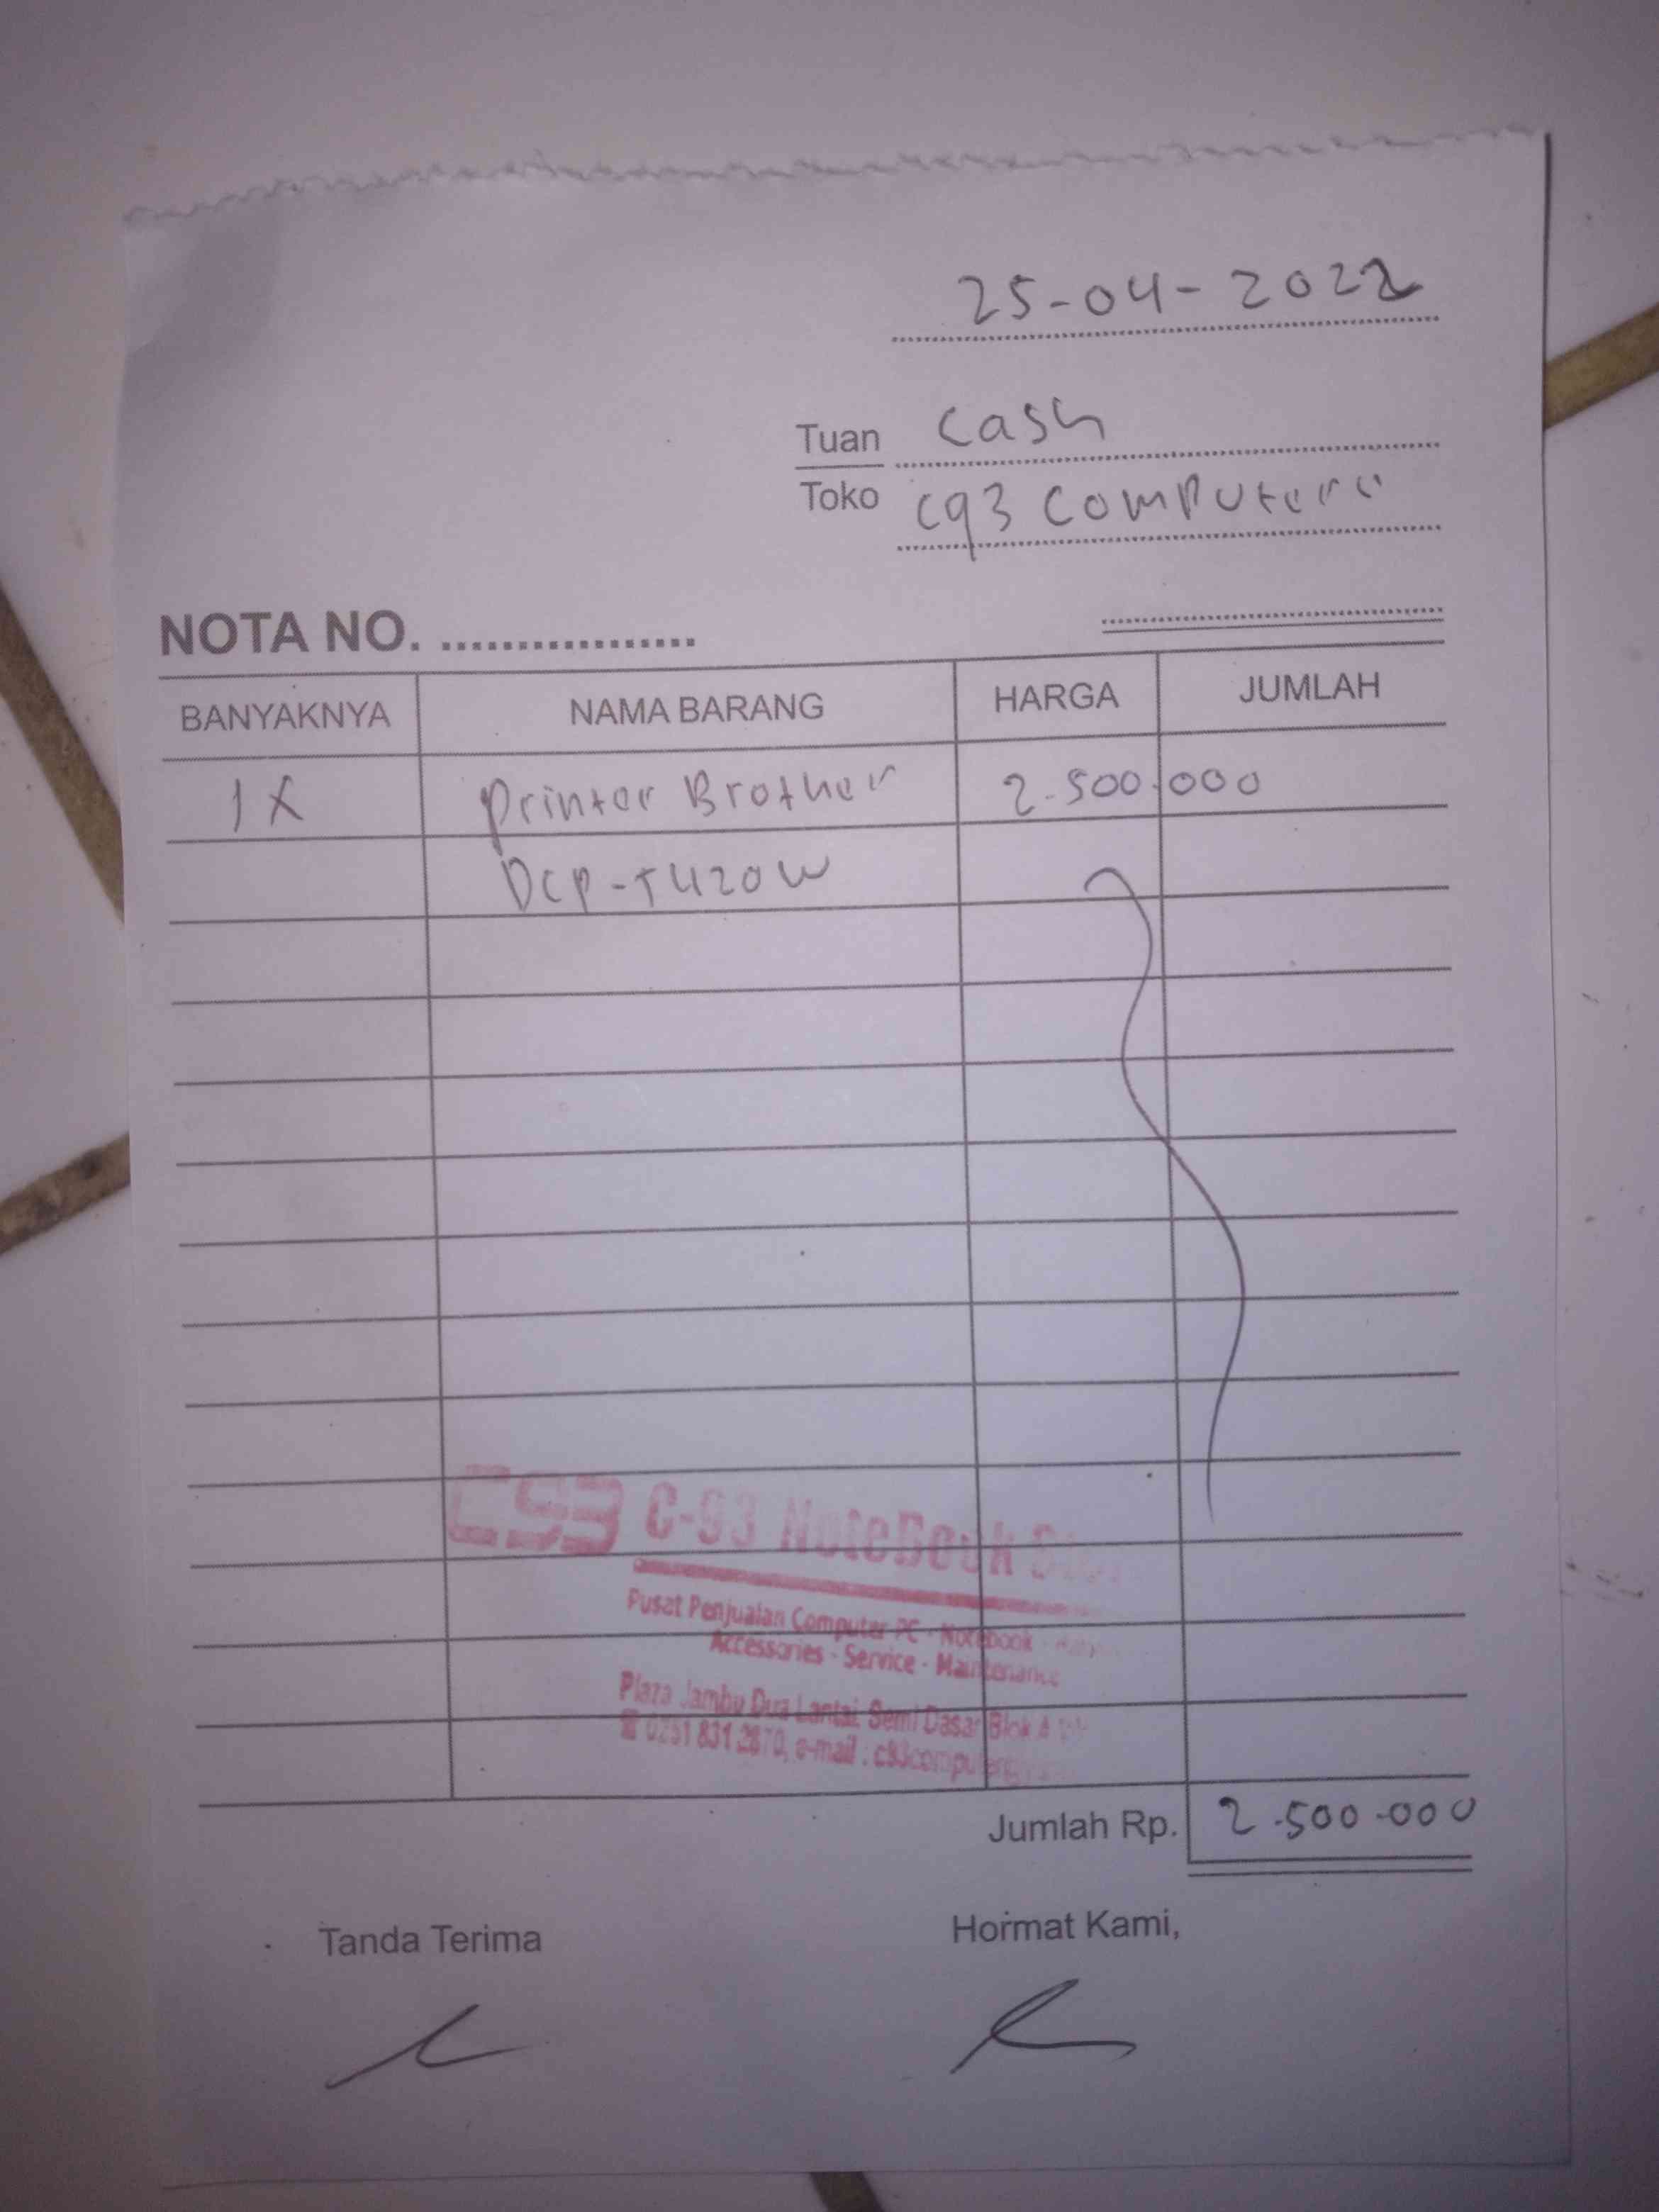 25-04-2022
Tuan Cash
Toko C93 Computer
NOTA NO. .................
BANYAKNYA NAMA BARANG HARGA JUMLAH
1X Printer Brother 2.500.000
DCP-T420W
C93 C-93 NoteBook
Pusat Penjualan Computer PC - Notebook -
Accessories - Service - Maintenance
Plaza Jambu Dua Lantai Semi Dasar Blok A
☎ 0251 831 2870, e-mail : c93computer
Jumlah Rp. 2.500.000
Tanda Terima Hormat Kami,